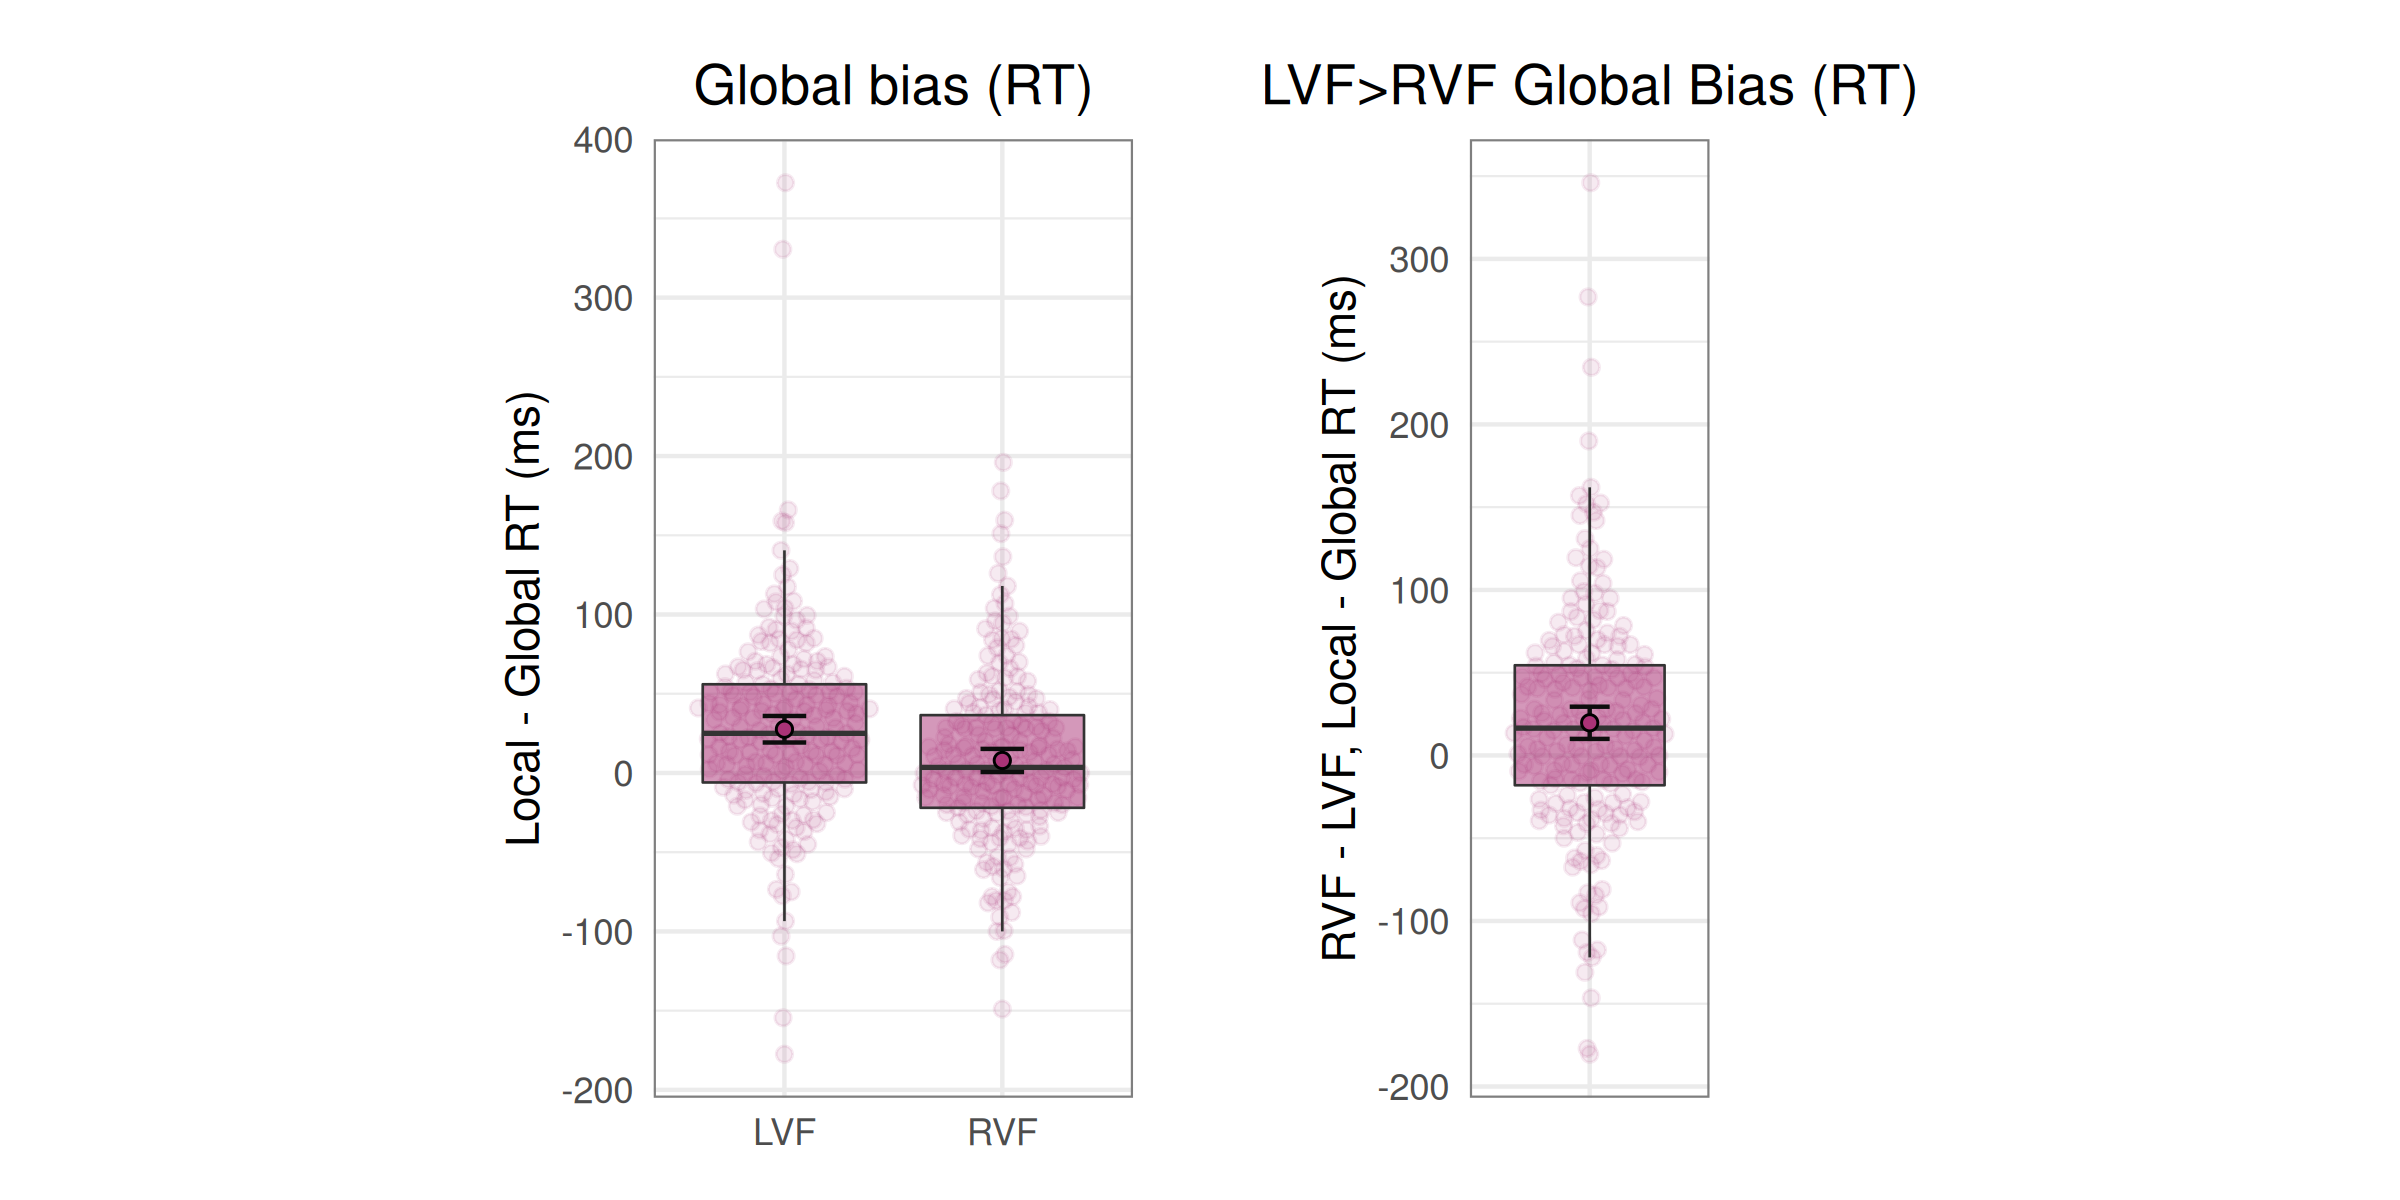 Global bias (RT)
LVF>RVF Global Bias (RT)
Local - Global RT (ms)
400
300
200
100
0
-100
-200
LVF RVF
RVF - LVF, Local - Global RT (ms)
300
200
100
0
-100
-200